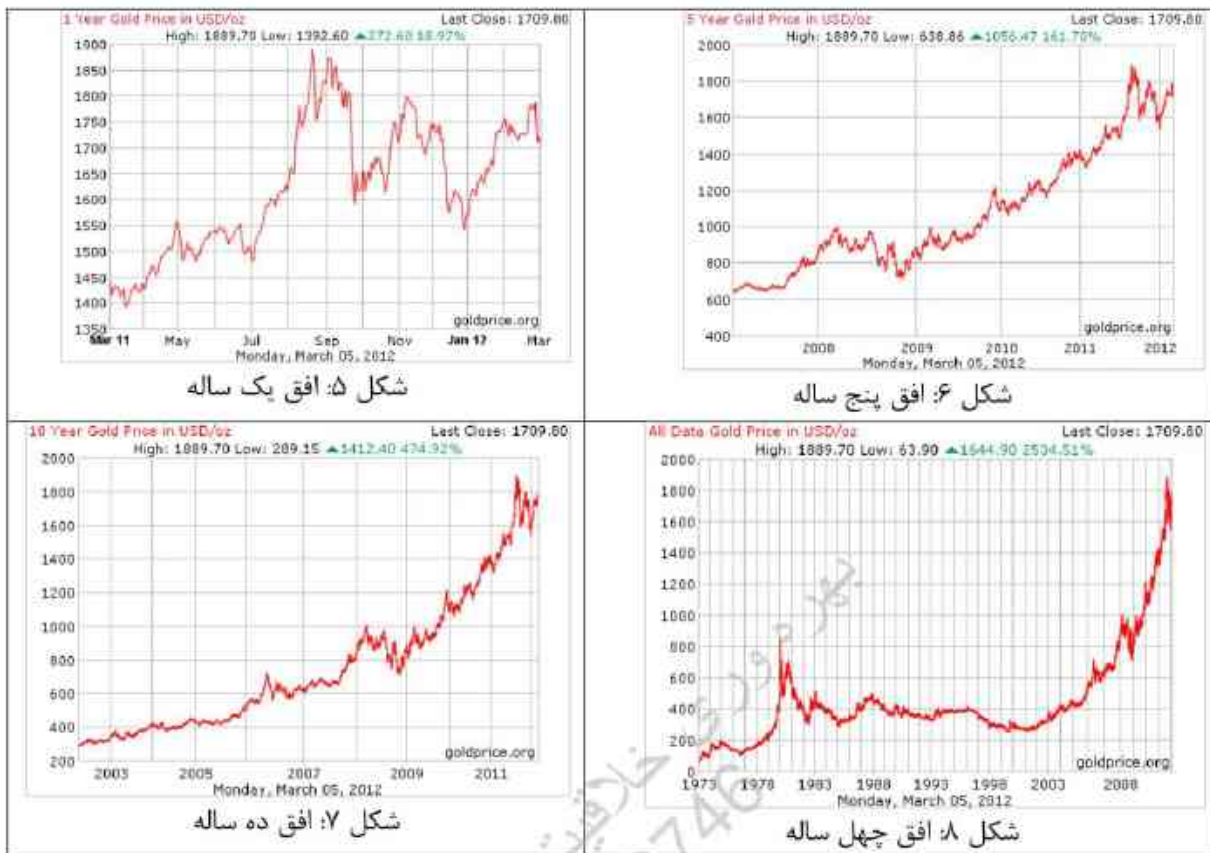 1 Year Gold Price in USD/oz Last Close: 1709.80
High: 1889.70 Low: 1392.60 ▲272.60 18.97%
1900
1850
1800
1750
1700
1650
1600
1550
1500
1450
1400
1350
goldprice.org
Mar 11 May Jul Sep Nov Jan 12 Mar
Monday, March 05, 2012
شکل ۵: افق یک ساله
5 Year Gold Price in USD/oz Last Close: 1709.80
High: 1889.70 Low: 638.86 ▲1056.47 161.70%
2000
1800
1600
1400
1200
1000
800
600
400
goldprice.org
2008 2009 2010 2011 2012
Monday, March 05, 2012
شکل ۶: افق پنج ساله
10 Year Gold Price in USD/oz Last Close: 1709.80
High: 1889.70 Low: 289.15 ▲1412.40 474.92%
2000
1800
1600
1400
1200
1000
800
600
400
200
goldprice.org
2003 2005 2007 2009 2011
Monday, March 05, 2012
شکل ۷: افق ده ساله
All Data Gold Price in USD/oz Last Close: 1709.80
High: 1889.70 Low: 63.90 ▲1644.90 2534.51%
2000
1800
1600
1400
1200
1000
800
600
400
200
0
goldprice.org
1973 1978 1983 1988 1993 1998 2003 2008
Monday, March 05, 2012
شکل ۸: افق چهل ساله
بهره وری خلاقیت
746